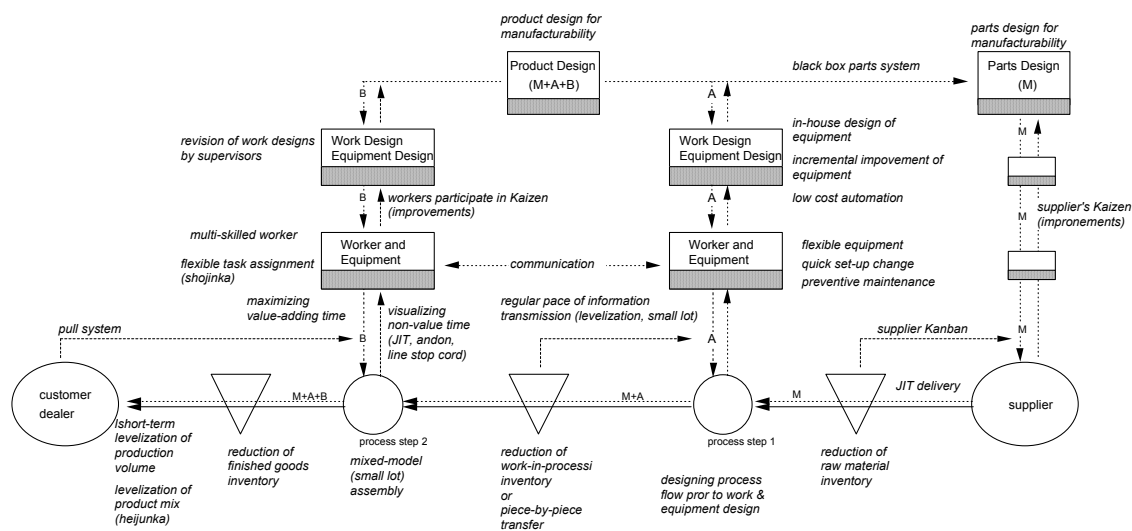 product design for
manufacturability
parts design for
manufacturability
Product Design
(M+A+B)
black box parts system
Parts Design
(M)
B
A
M
revision of work designs
by supervisors
Work Design
Equipment Design
Work Design
Equipment Design
in-house design of
equipment
incremental impovement of
equipment
low cost automation
B
workers participate in Kaizen
(improvements)
A
M
supplier's Kaizen
(impronements)
multi-skilled worker
flexible task assignment
(shojinka)
Worker and
Equipment
communication
Worker and
Equipment
flexible equipment
quick set-up change
preventive maintenance
maximizing
value-adding time
visualizing
non-value time
(JIT, andon,
line stop cord)
regular pace of information
transmission (levelization, small lot)
pull system
B
A
supplier Kanban
M
customer
dealer
M+A+B
M+A
M
JIT delivery
supplier
process step 2
process step 1
lshort-term
levelization of
production
volume
levelization of
product mix
(heijunka)
reduction of
finished goods
inventory
mixed-model
(small lot)
assembly
reduction of
work-in-processi
inventory
or
piece-by-piece
transfer
designing process
flow pror to work &
equipment design
reduction of
raw material
inventory